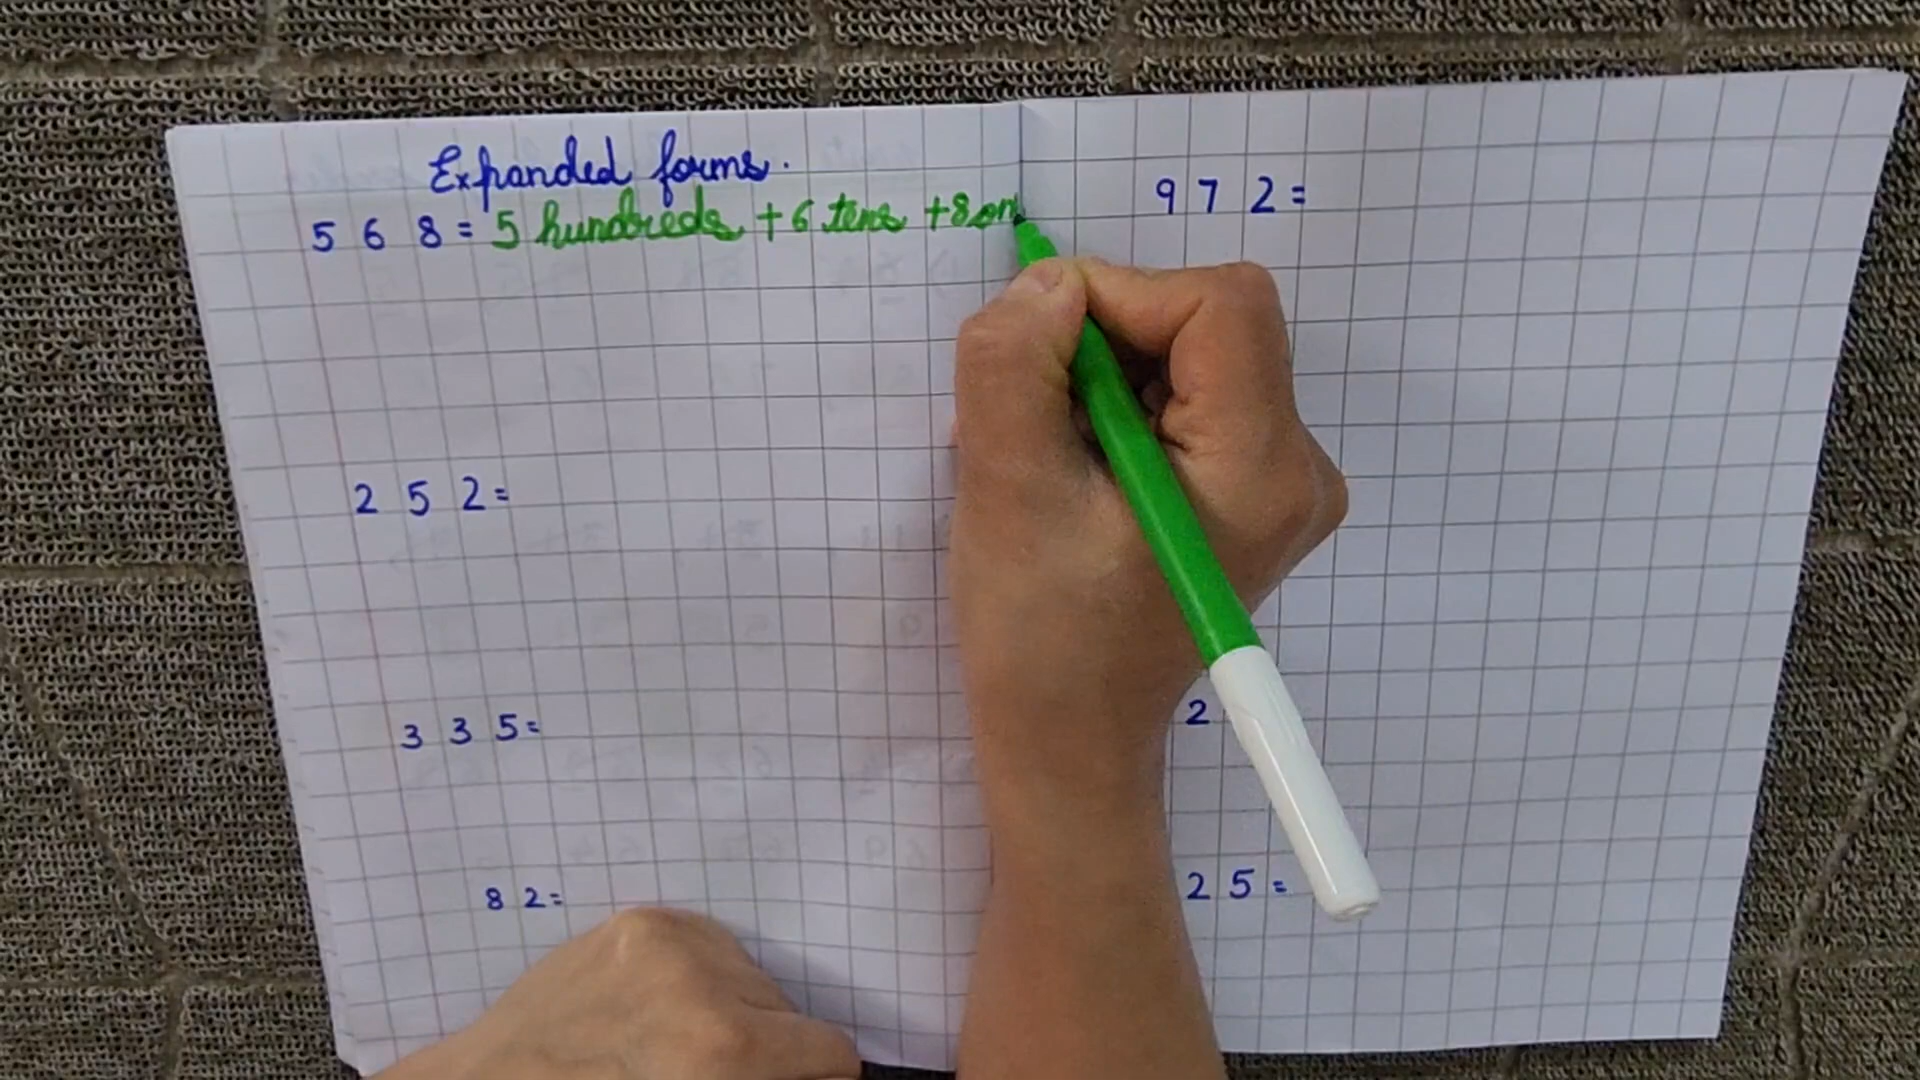 Expanded forms.
5 6 8 = 5 hundreds + 6 tens + 8 on
2 5 2 =
3 3 5 =
8 2 =
9 7 2 =
2
2 5 =